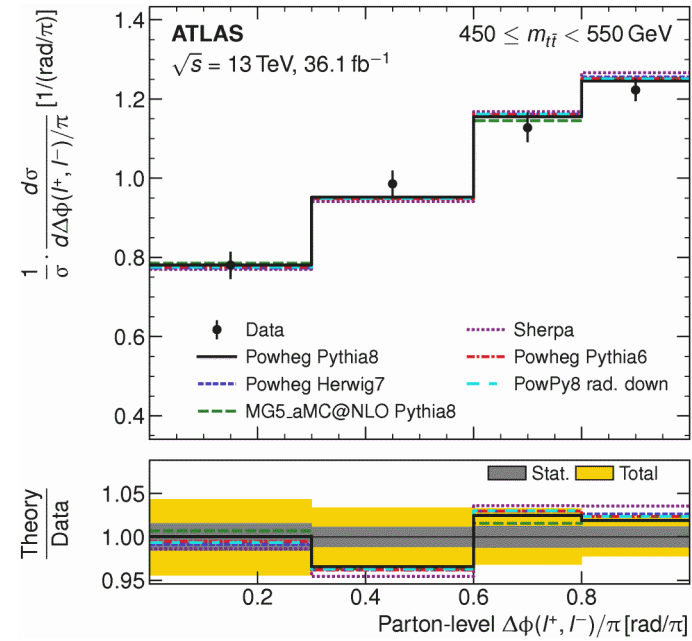 ATLAS 450 ≤ m_{tt̄} < 550 GeV
√s = 13 TeV, 36.1 fb⁻¹
1/σ · dσ/dΔϕ(l⁺, l⁻)/π [1/(rad/π)]
1.4
1.2
1.0
0.8
0.6
0.4
Data
Powheg Pythia8
Powheg Herwig7
MG5_aMC@NLO Pythia8
Sherpa
Powheg Pythia6
PowPy8 rad. down
Stat. Total
Theory/Data
1.05
1.00
0.95
0.2 0.4 0.6 0.8
Parton-level Δϕ(l⁺, l⁻)/π [rad/π]